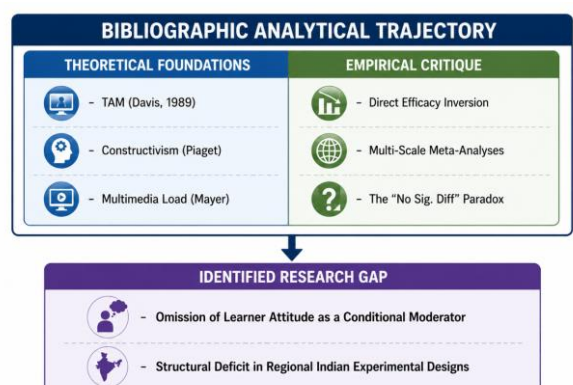 BIBLIOGRAPHIC ANALYTICAL TRAJECTORY
THEORETICAL FOUNDATIONS
– TAM (Davis, 1989)
– Constructivism (Piaget)
– Multimedia Load (Mayer)
EMPIRICAL CRITIQUE
– Direct Efficacy Inversion
– Multi-Scale Meta-Analyses
– The “No Sig. Diff” Paradox
IDENTIFIED RESEARCH GAP
– Omission of Learner Attitude as a Conditional Moderator
– Structural Deficit in Regional Indian Experimental Designs